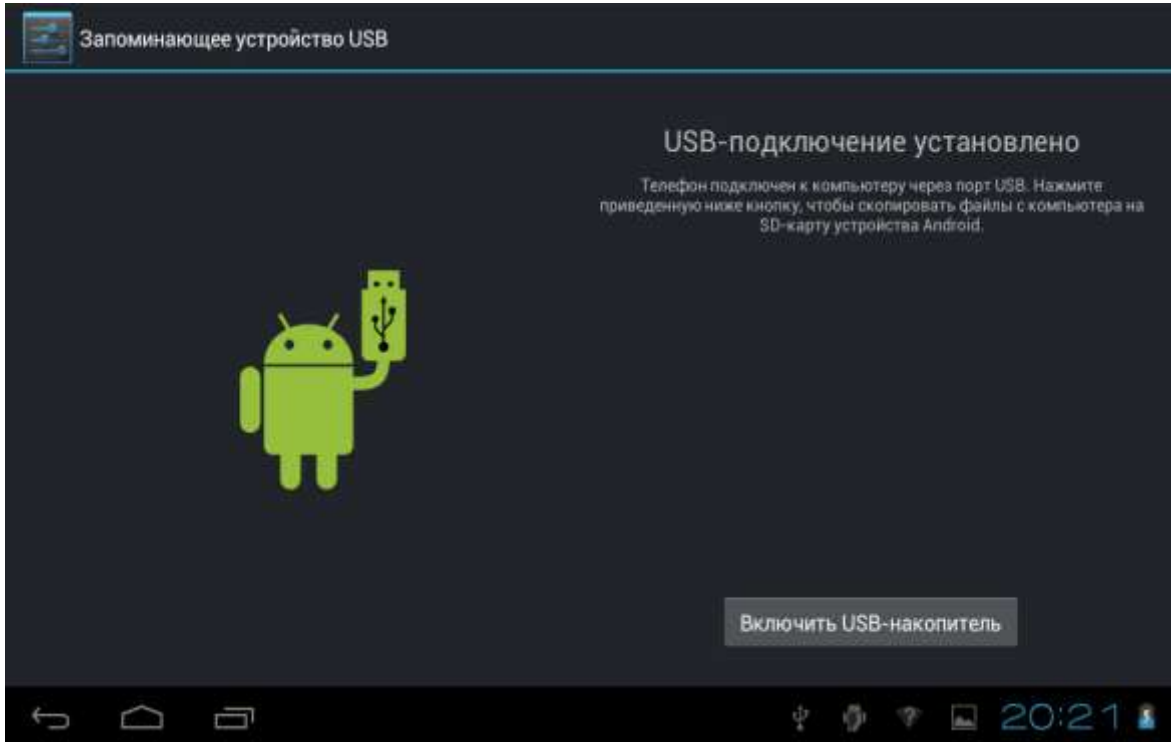 Запоминающее устройство USB
USB-подключение установлено
Телефон подключен к компьютеру через порт USB. Нажмите
приведенную ниже кнопку, чтобы скопировать файлы с компьютера на
SD-карту устройства Android.
Включить USB-накопитель
20:21